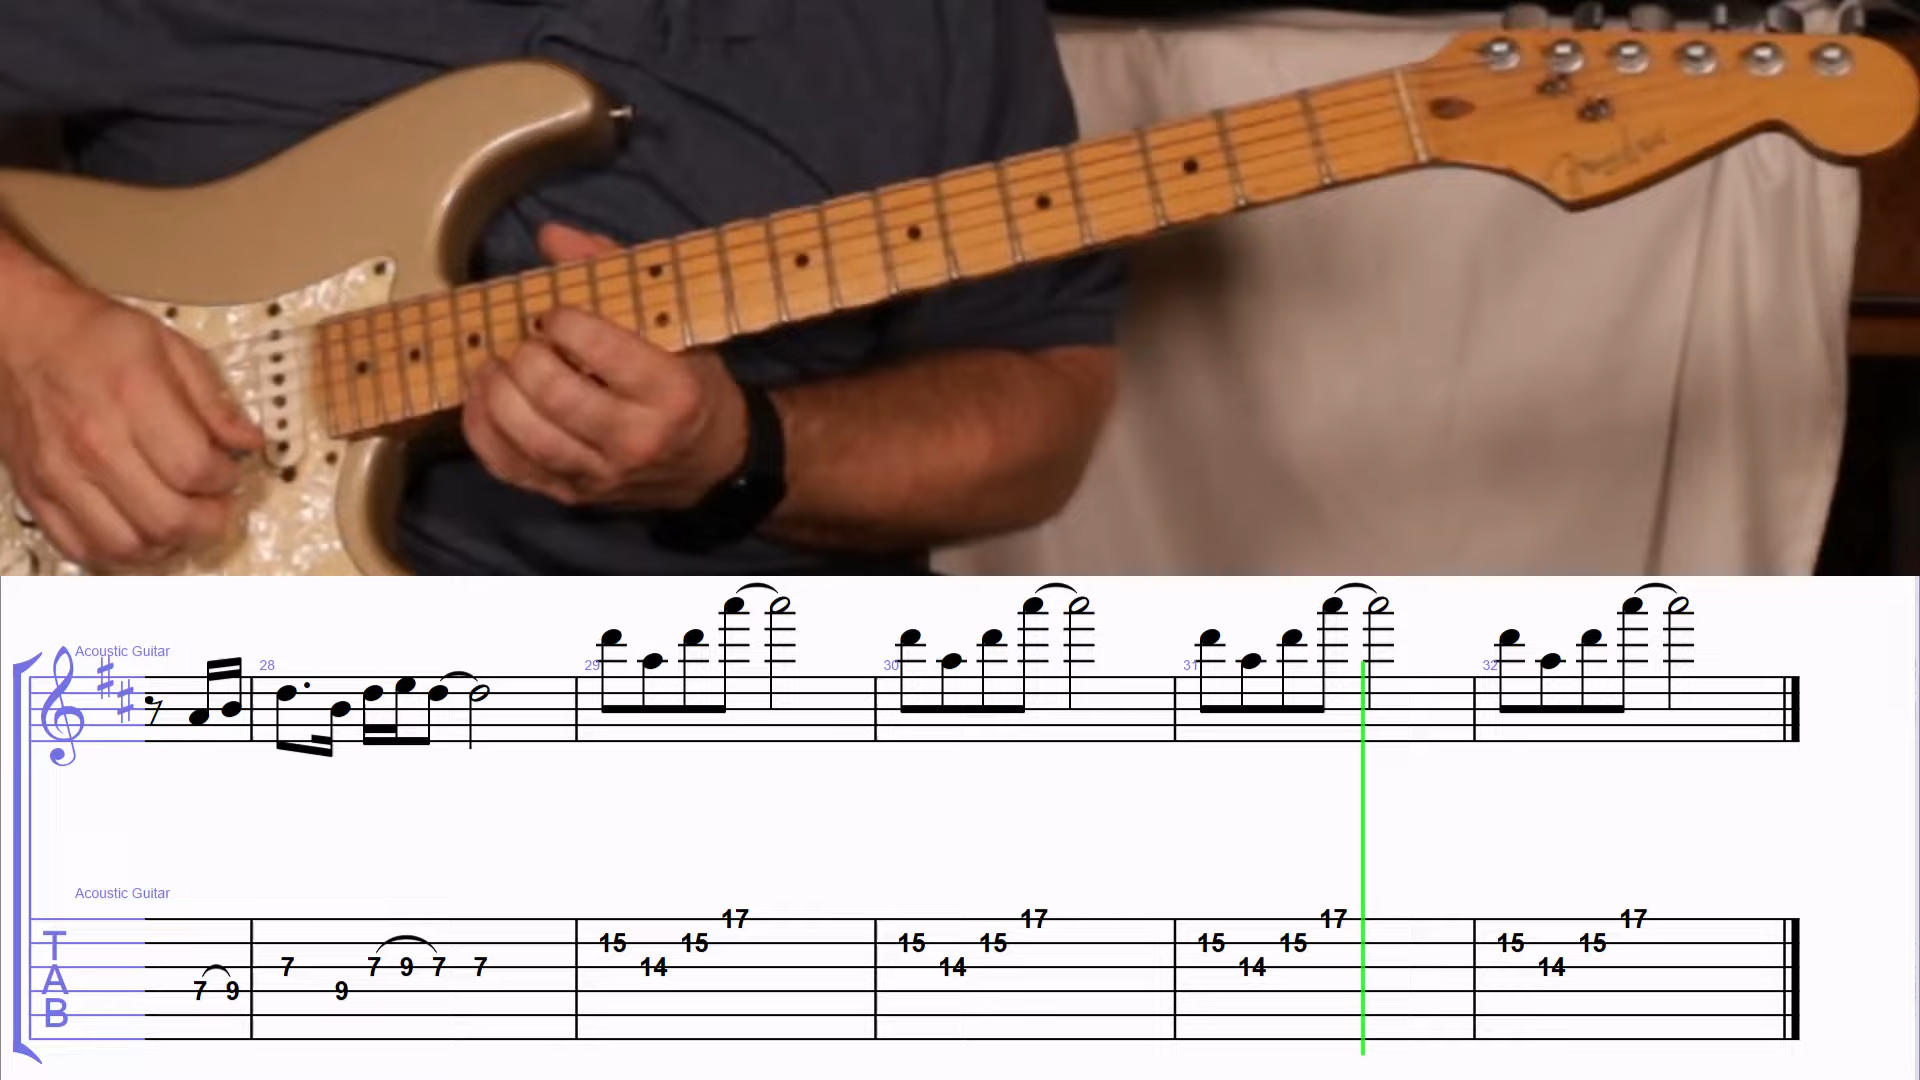 Acoustic Guitar
28 29 30 31 32
Acoustic Guitar
17 17 17 17
15 15 15 15 15 15 15 15
T 7 7 9 7 7 14 14 14 14
A 7 9 9
B